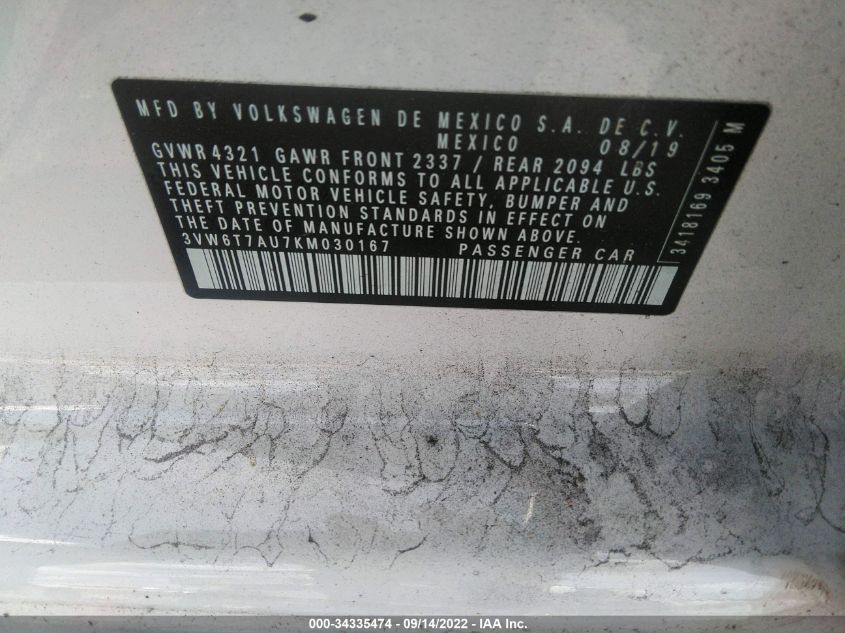 MFD BY VOLKSWAGEN DE MEXICO S.A. DE C.V.
MEXICO 08/19
GVWR 4321 GAWR FRONT 2337 / REAR 2094 LBS
THIS VEHICLE CONFORMS TO ALL APPLICABLE U.S.
FEDERAL MOTOR VEHICLE SAFETY, BUMPER AND
THEFT PREVENTION STANDARDS IN EFFECT ON
THE DATE OF MANUFACTURE SHOWN ABOVE.
3VW6T7AU7KM030167 PASSENGER CAR
3418169 3405 M
000-34335474 - 09/14/2022 - IAA Inc.